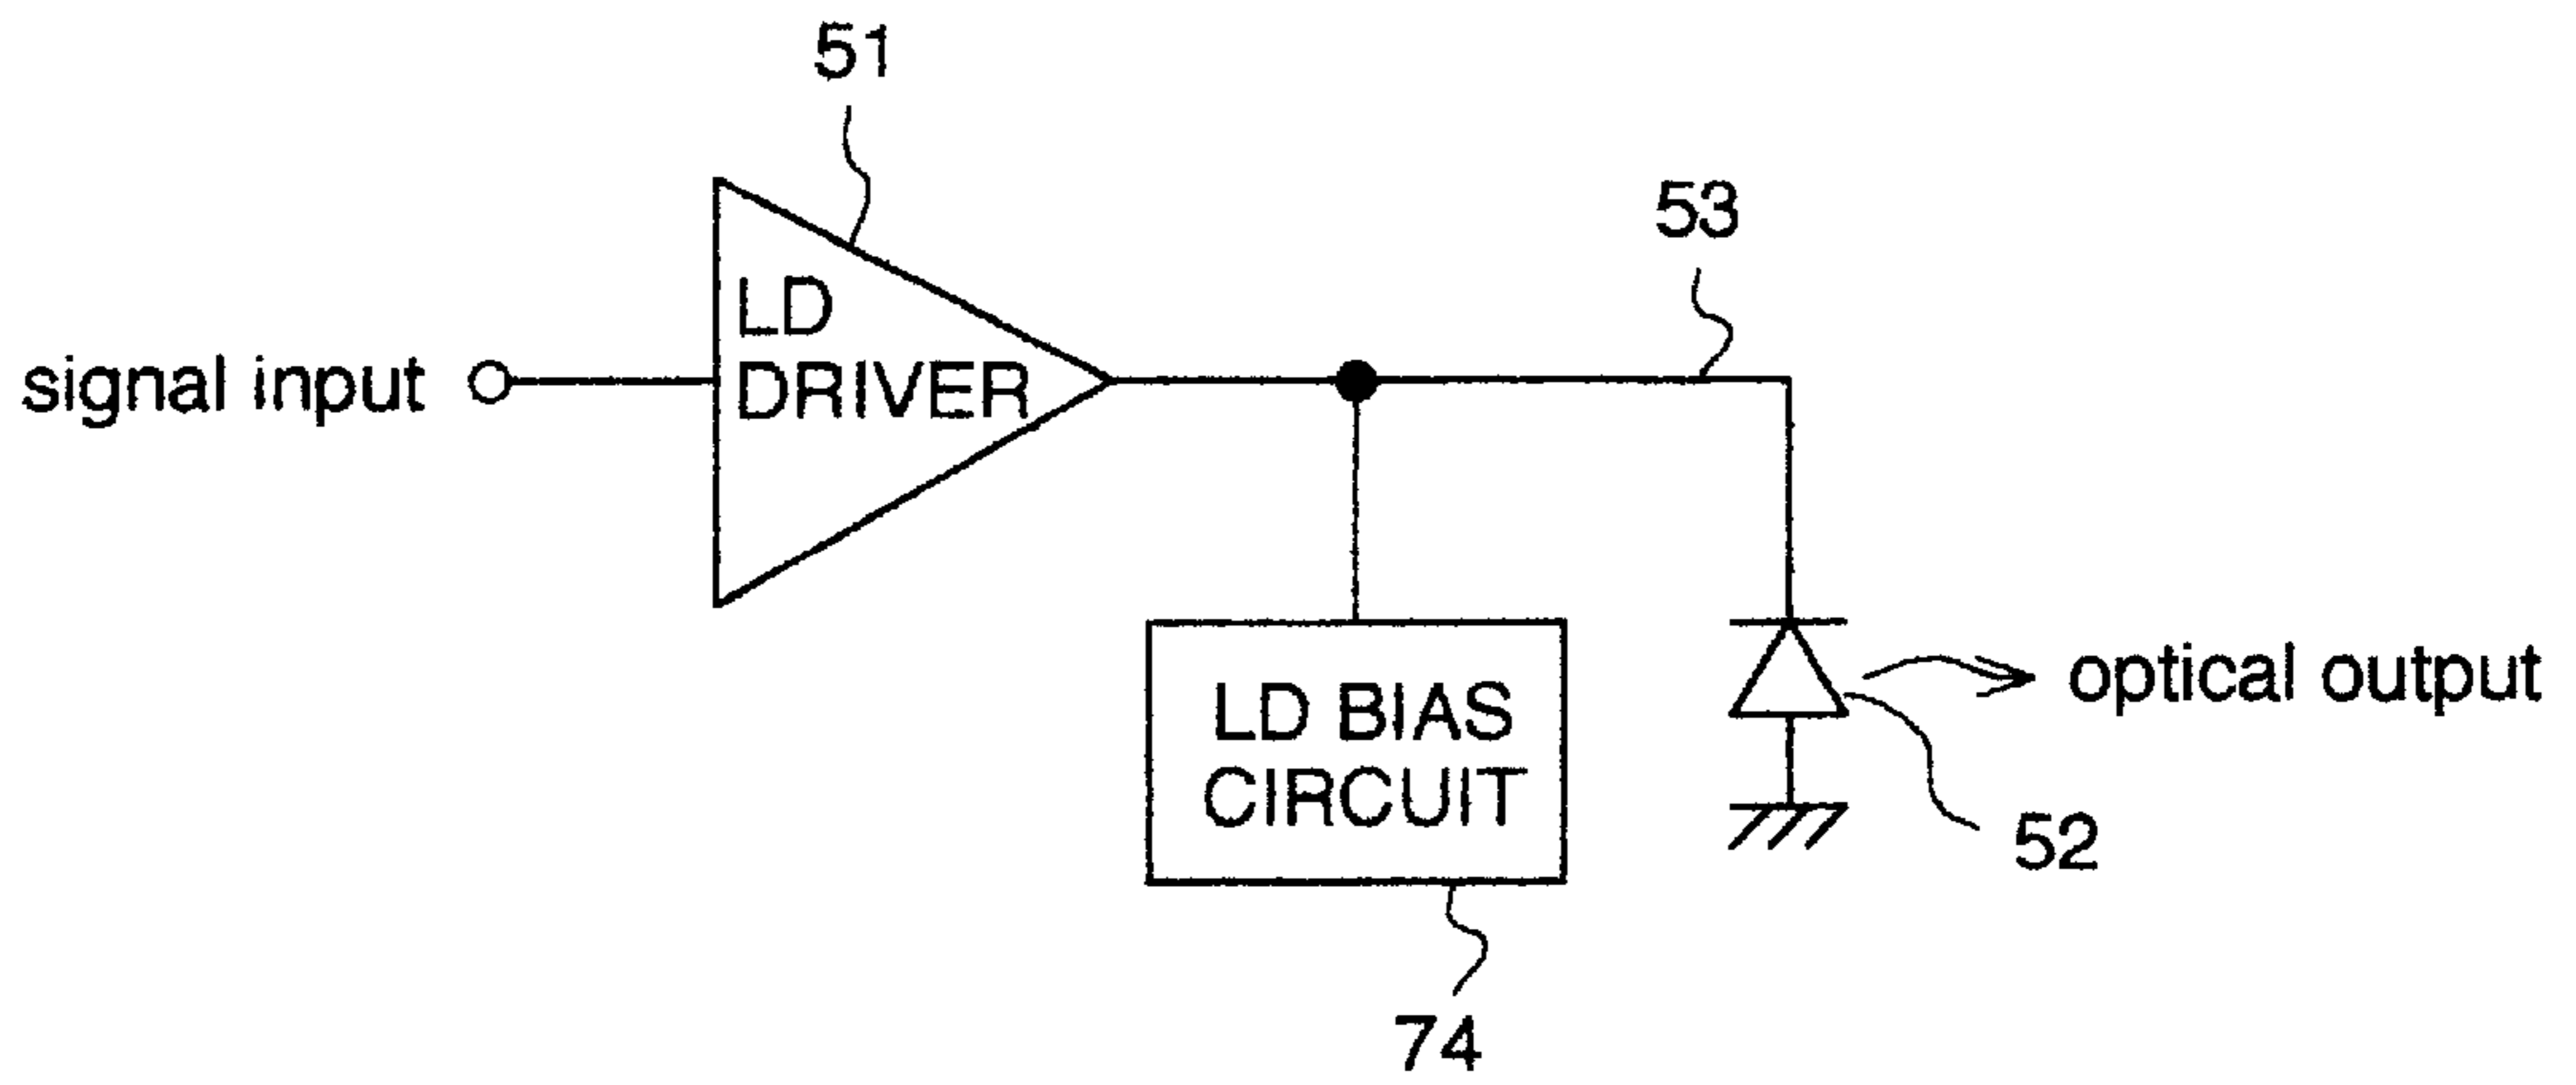 51
53
LD
DRIVER
signal input
optical output
LD BIAS
CIRCUIT
52
74